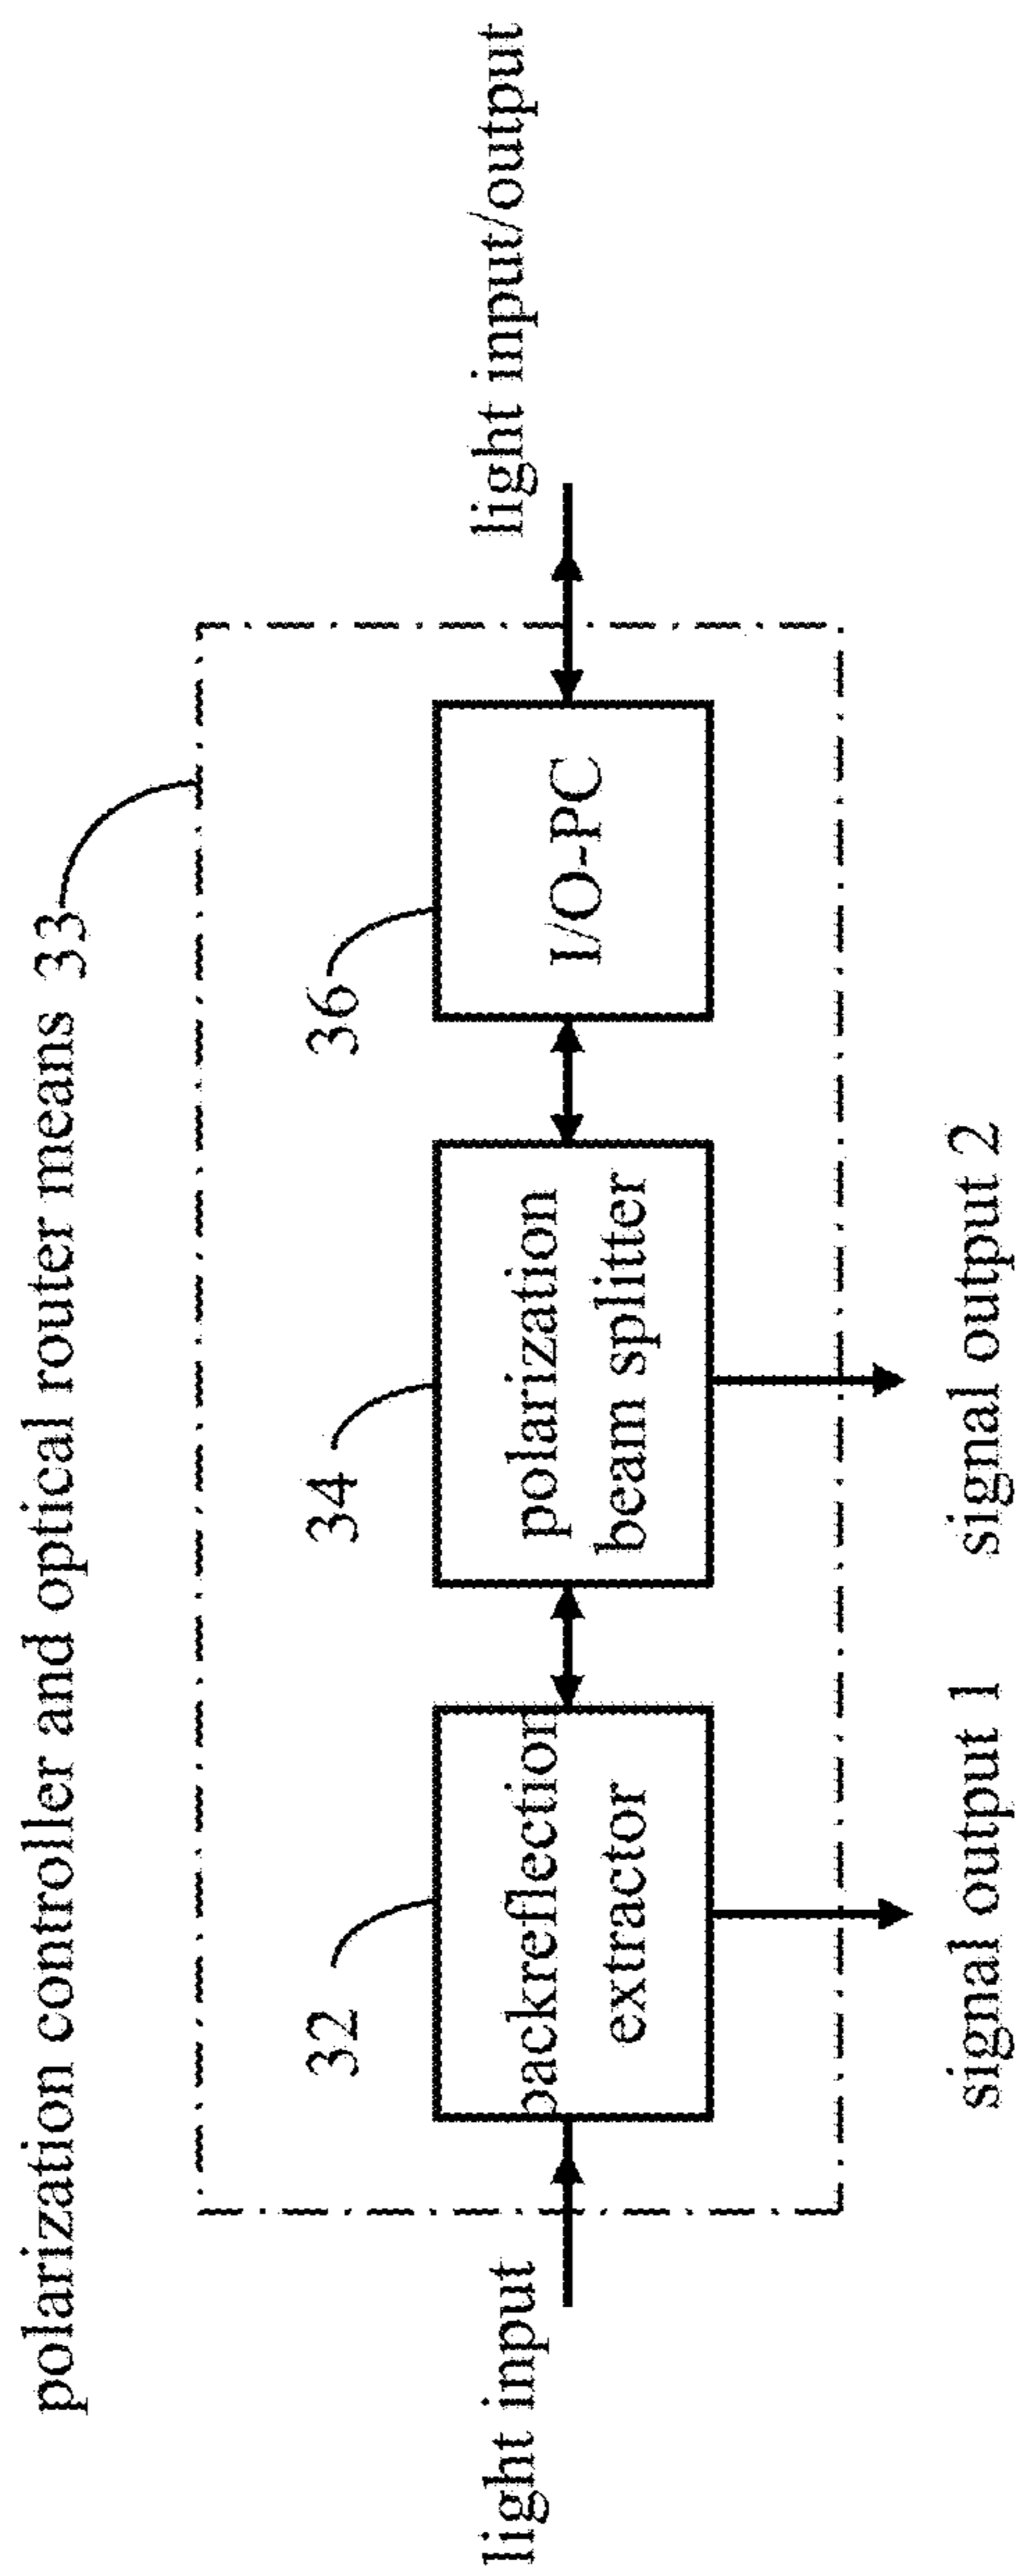 polarization controller and optical router means 33
32
34
36
light input
backreflection
extractor
polarization
beam splitter
I/O-PC
light input/output
signal output 1
signal output 2